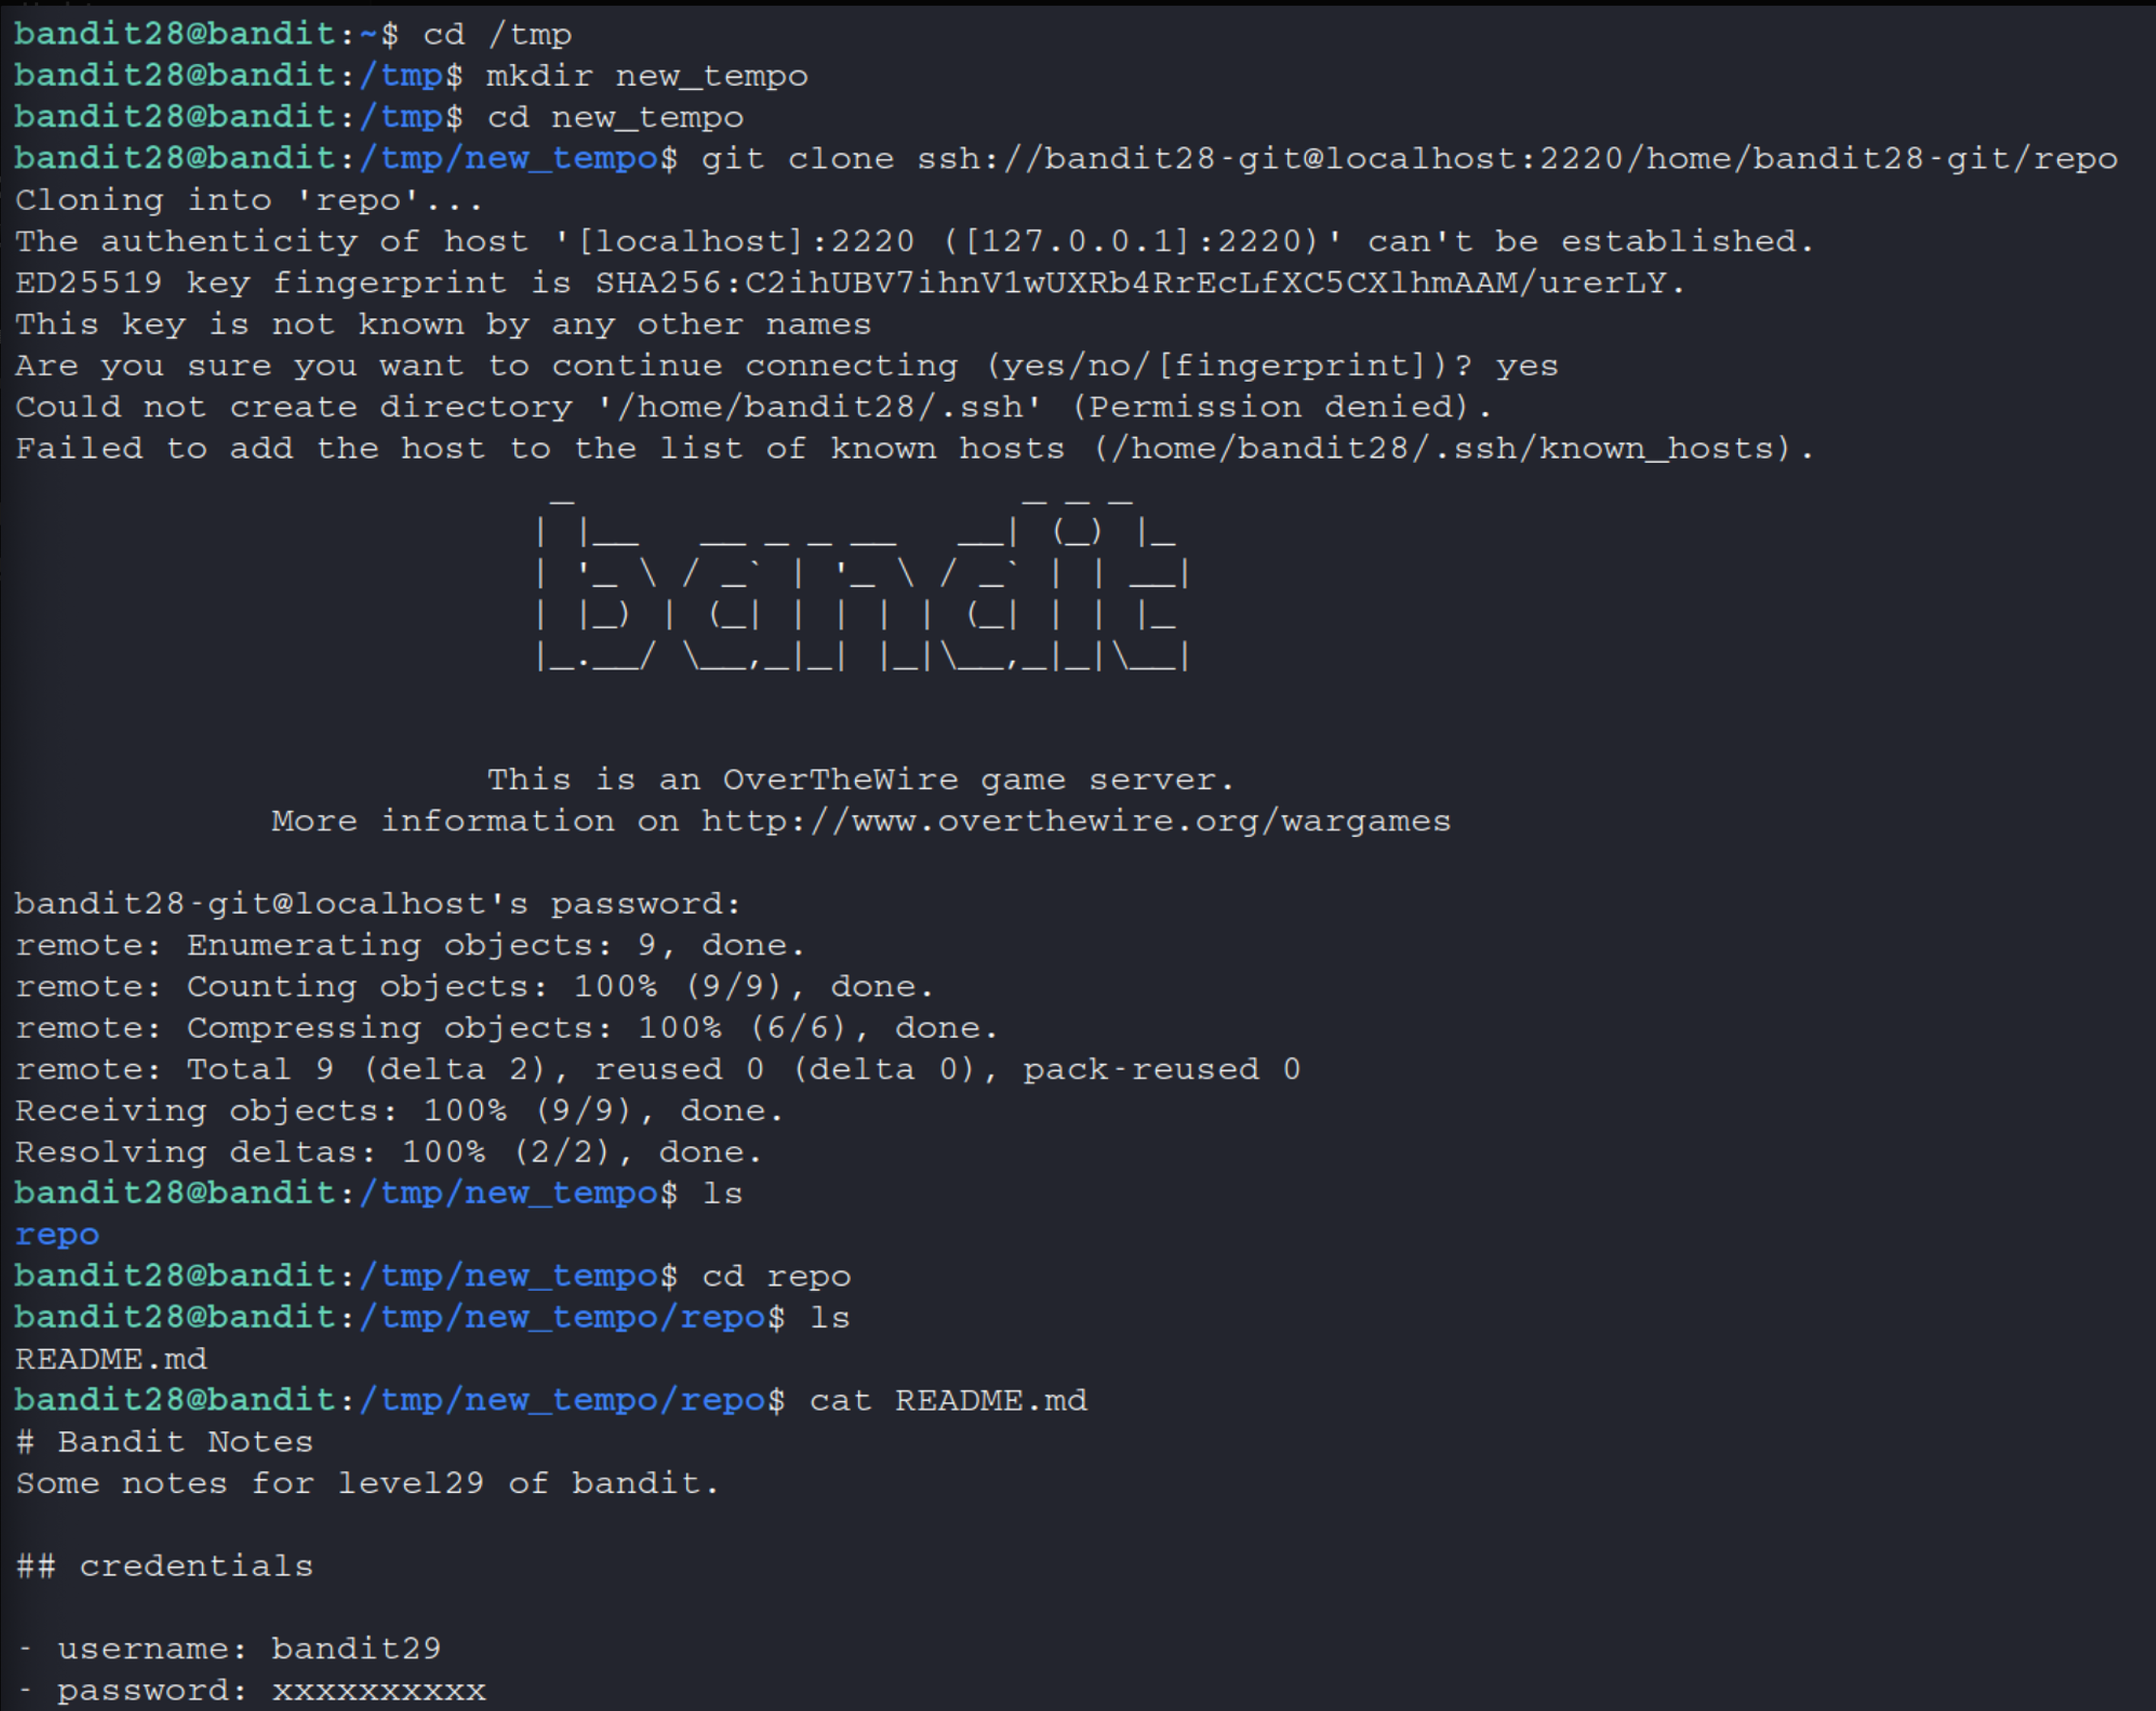 bandit28@bandit:~$ cd /tmp
bandit28@bandit:/tmp$ mkdir new_tempo
bandit28@bandit:/tmp$ cd new_tempo
bandit28@bandit:/tmp/new_tempo$ git clone ssh://bandit28-git@localhost:2220/home/bandit28-git/repo
Cloning into 'repo'...
The authenticity of host '[localhost]:2220 ([127.0.0.1]:2220)' can't be established.
ED25519 key fingerprint is SHA256:C2ihUBV7ihnV1wUXRb4RrEcLfXC5CXlhmAAM/urerLY.
This key is not known by any other names
Are you sure you want to continue connecting (yes/no/[fingerprint])? yes
Could not create directory '/home/bandit28/.ssh' (Permission denied).
Failed to add the host to the list of known hosts (/home/bandit28/.ssh/known_hosts).
                         _                     _ _ _
                        | |__   __ _ _ __   __| (_) |_
                        | '_ \ / _` | '_ \ / _` | | __|
                        | |_) | (_| | | | | (_| | | |_
                        |_.__/ \__,_|_| |_|\__,_|_|\__|
                      This is an OverTheWire game server.
            More information on http://www.overthewire.org/wargames
bandit28-git@localhost's password:
remote: Enumerating objects: 9, done.
remote: Counting objects: 100% (9/9), done.
remote: Compressing objects: 100% (6/6), done.
remote: Total 9 (delta 2), reused 0 (delta 0), pack-reused 0
Receiving objects: 100% (9/9), done.
Resolving deltas: 100% (2/2), done.
bandit28@bandit:/tmp/new_tempo$ ls
repo
bandit28@bandit:/tmp/new_tempo$ cd repo
bandit28@bandit:/tmp/new_tempo/repo$ ls
README.md
bandit28@bandit:/tmp/new_tempo/repo$ cat README.md
# Bandit Notes
Some notes for level29 of bandit.
## credentials
- username: bandit29
- password: xxxxxxxxxx